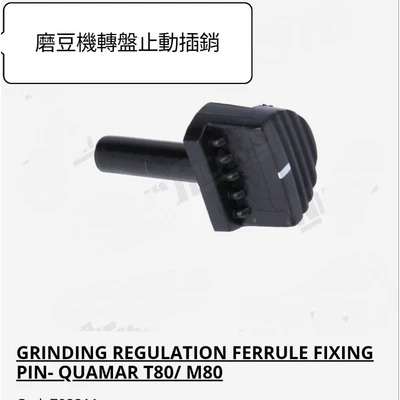 磨豆機轉盤止動插銷
GRINDING REGULATION FERRULE FIXING
PIN- QUAMAR T80/ M80